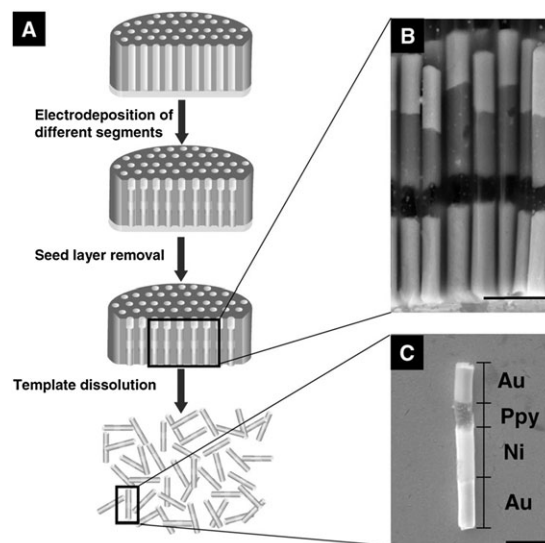 A
Electrodeposition of
different segments
Seed layer removal
Template dissolution
B
C
Au
Ppy
Ni
Au